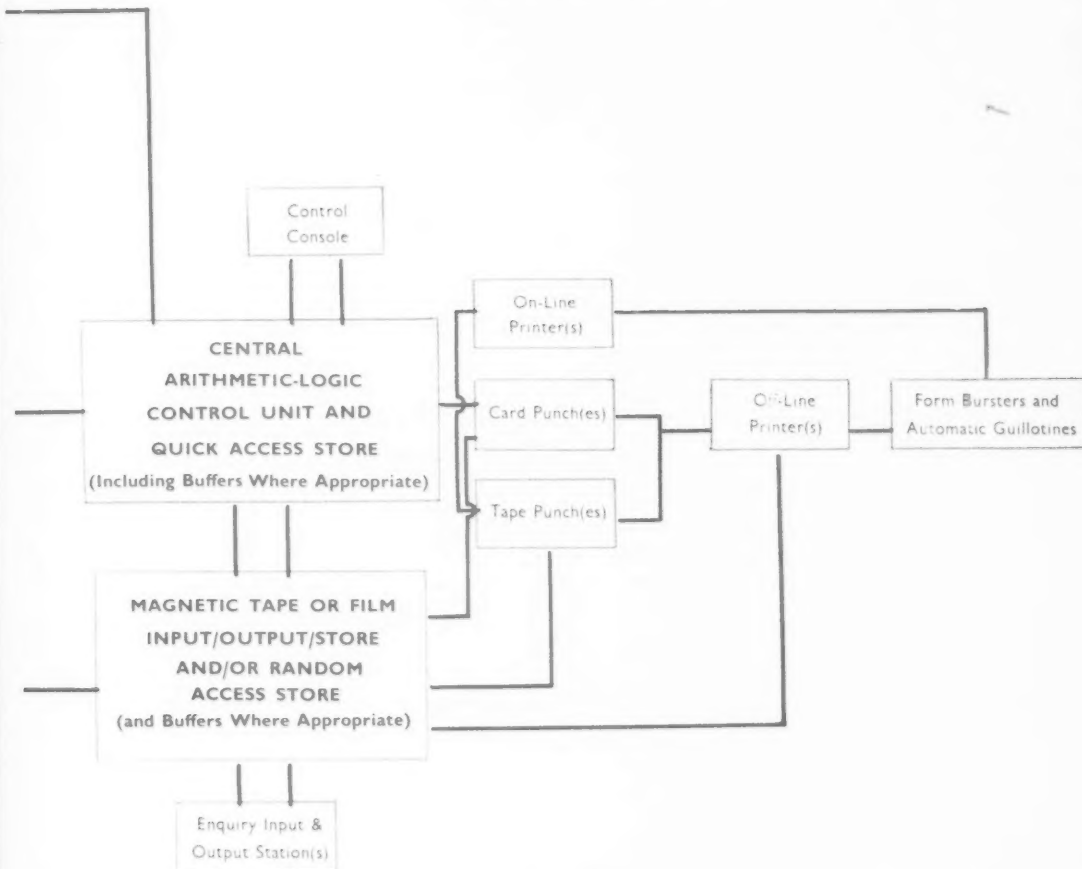 Control
Console
On-Line
Printer(s)
CENTRAL
ARITHMETIC-LOGIC
CONTROL UNIT AND
QUICK ACCESS STORE
(Including Buffers Where Appropriate)
Card Punch(es)
Off-Line
Printer(s)
Form Bursters and
Automatic Guillotines
Tape Punch(es)
MAGNETIC TAPE OR FILM
INPUT/OUTPUT/STORE
AND/OR RANDOM
ACCESS STORE
(and Buffers Where Appropriate)
Enquiry Input &
Output Station(s)